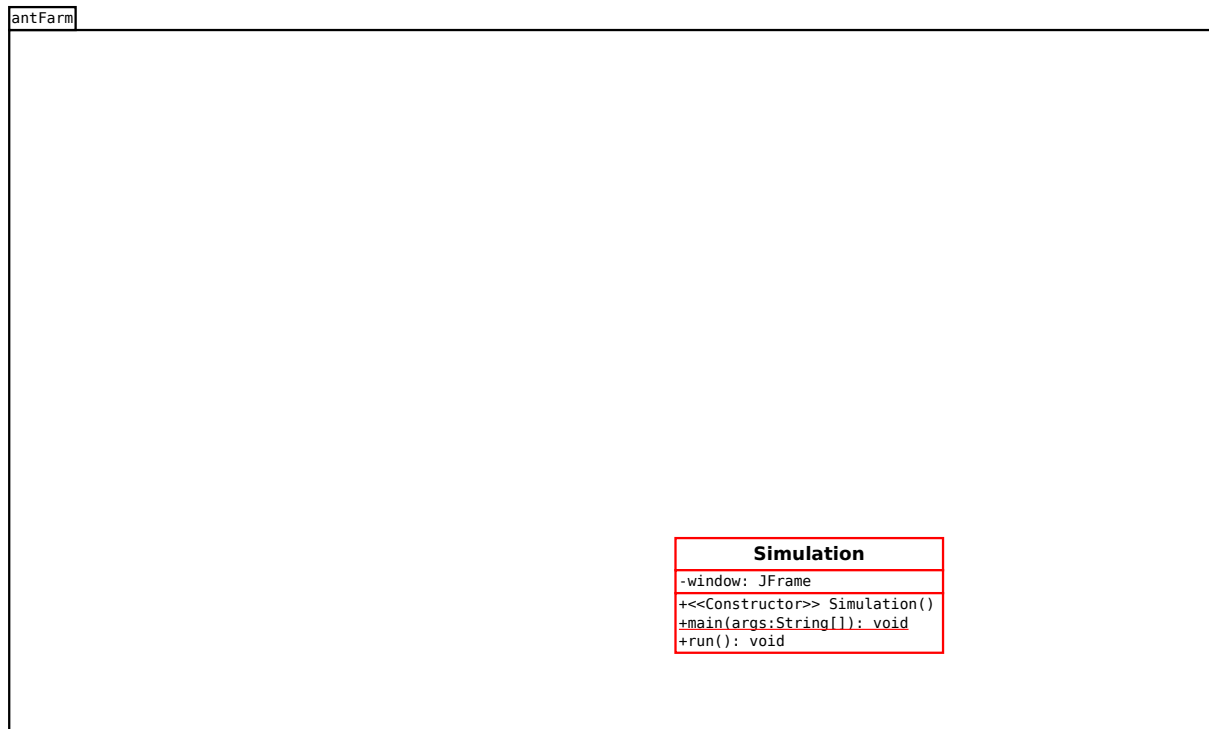 antFarm
Simulation
-window: JFrame
+<<Constructor>> Simulation()
+main(args:String[]): void
+run(): void